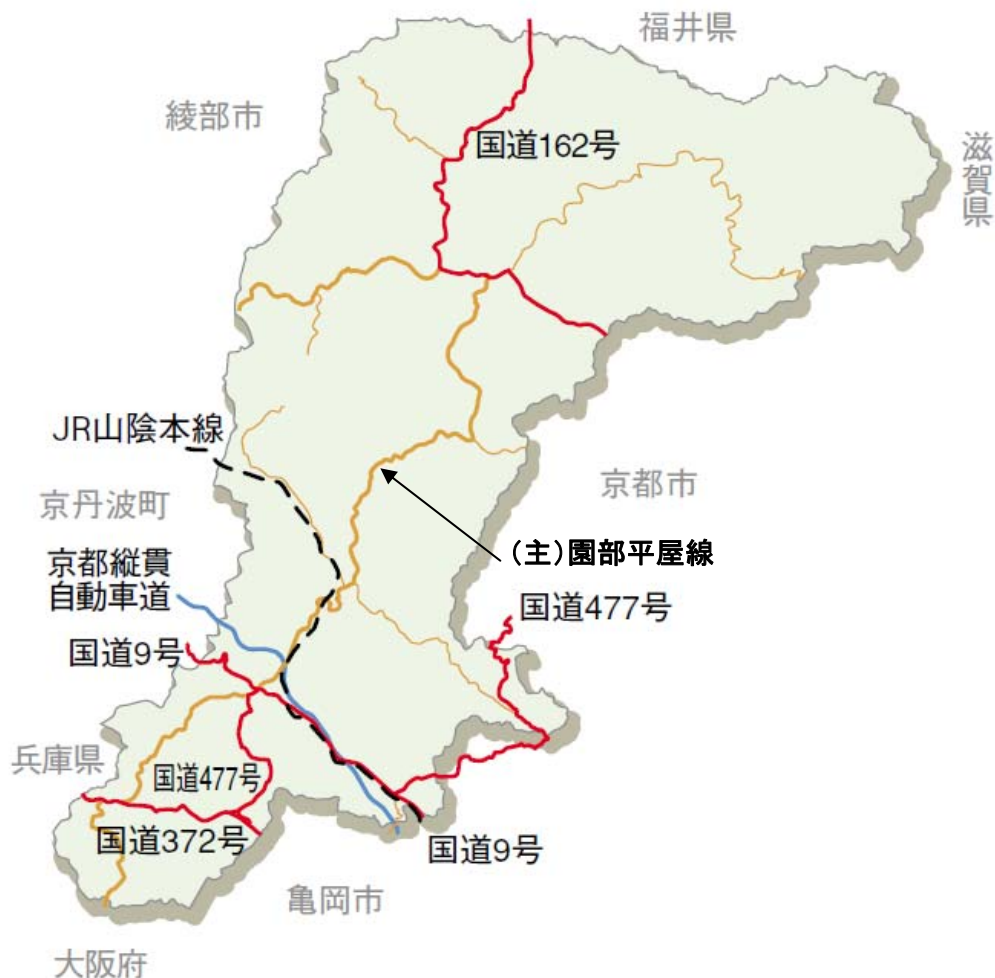 福井県
綾部市
国道162号
滋賀県
JR山陰本線
京丹波町
京都市
京都縦貫
自動車道
(主)園部平屋線
国道477号
国道9号
兵庫県
国道477号
国道372号
国道9号
亀岡市
大阪府